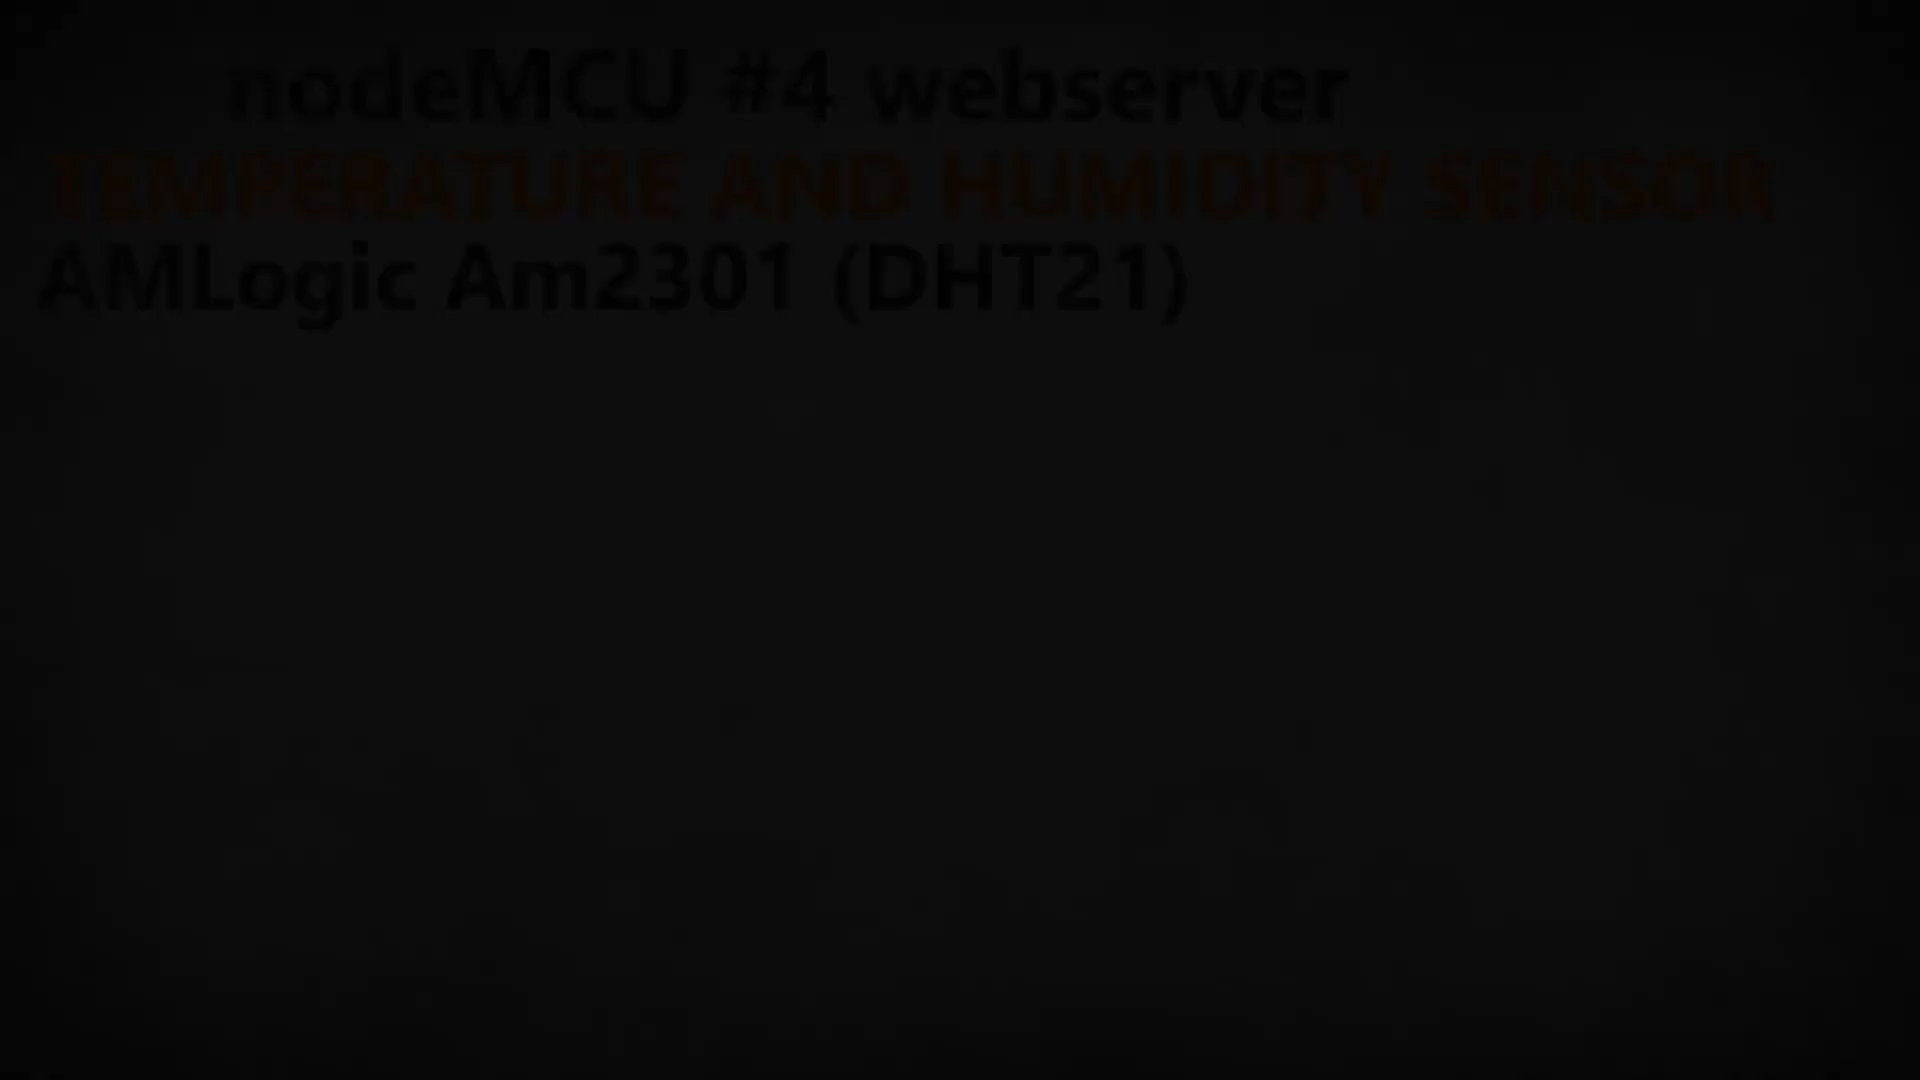 nodeMCU #4 webserver
TEMPERATURE AND HUMIDITY SENSOR
AMLogic Am2301 (DHT21)